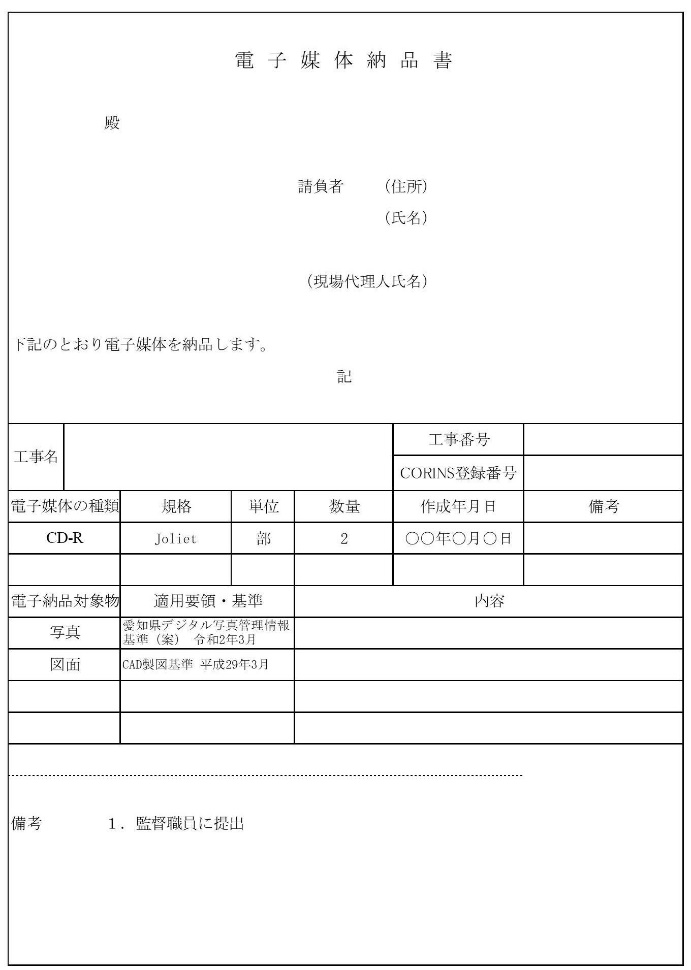 電子媒体納品書
殿
請負者 （住所）
（氏名）
（現場代理人氏名）
下記のとおり電子媒体を納品します。
記
工事名 工事番号
CORINS登録番号
電子媒体の種類 規格 単位 数量 作成年月日 備考
CD-R Joliet 部 2 〇〇年〇月〇日
電子納品対象物 適用要領・基準 内容
写真 愛知県デジタル写真管理情報
基準（案） 令和2年3月
図面 CAD製図基準 平成29年3月
備考 1．監督職員に提出